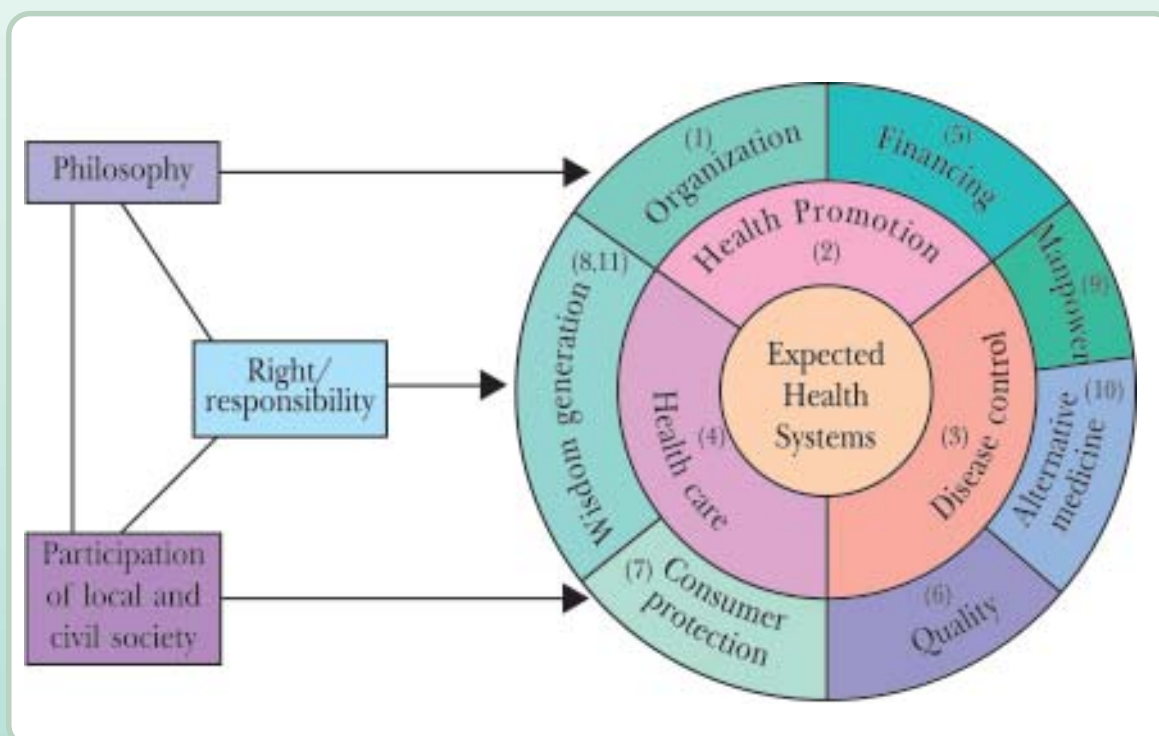 Philosophy
Right/
responsibility
Participation
of local and
civil society
(1)
Organization
(5)
Financing
Manpower
(9)
(10)
Alternative
medicine
(6)
Quality
(7) Consumer
protection
(8,11)
Wisdom generation
Health Promotion
(2)
Disease control
(3)
Health care
(4)
Expected
Health
Systems